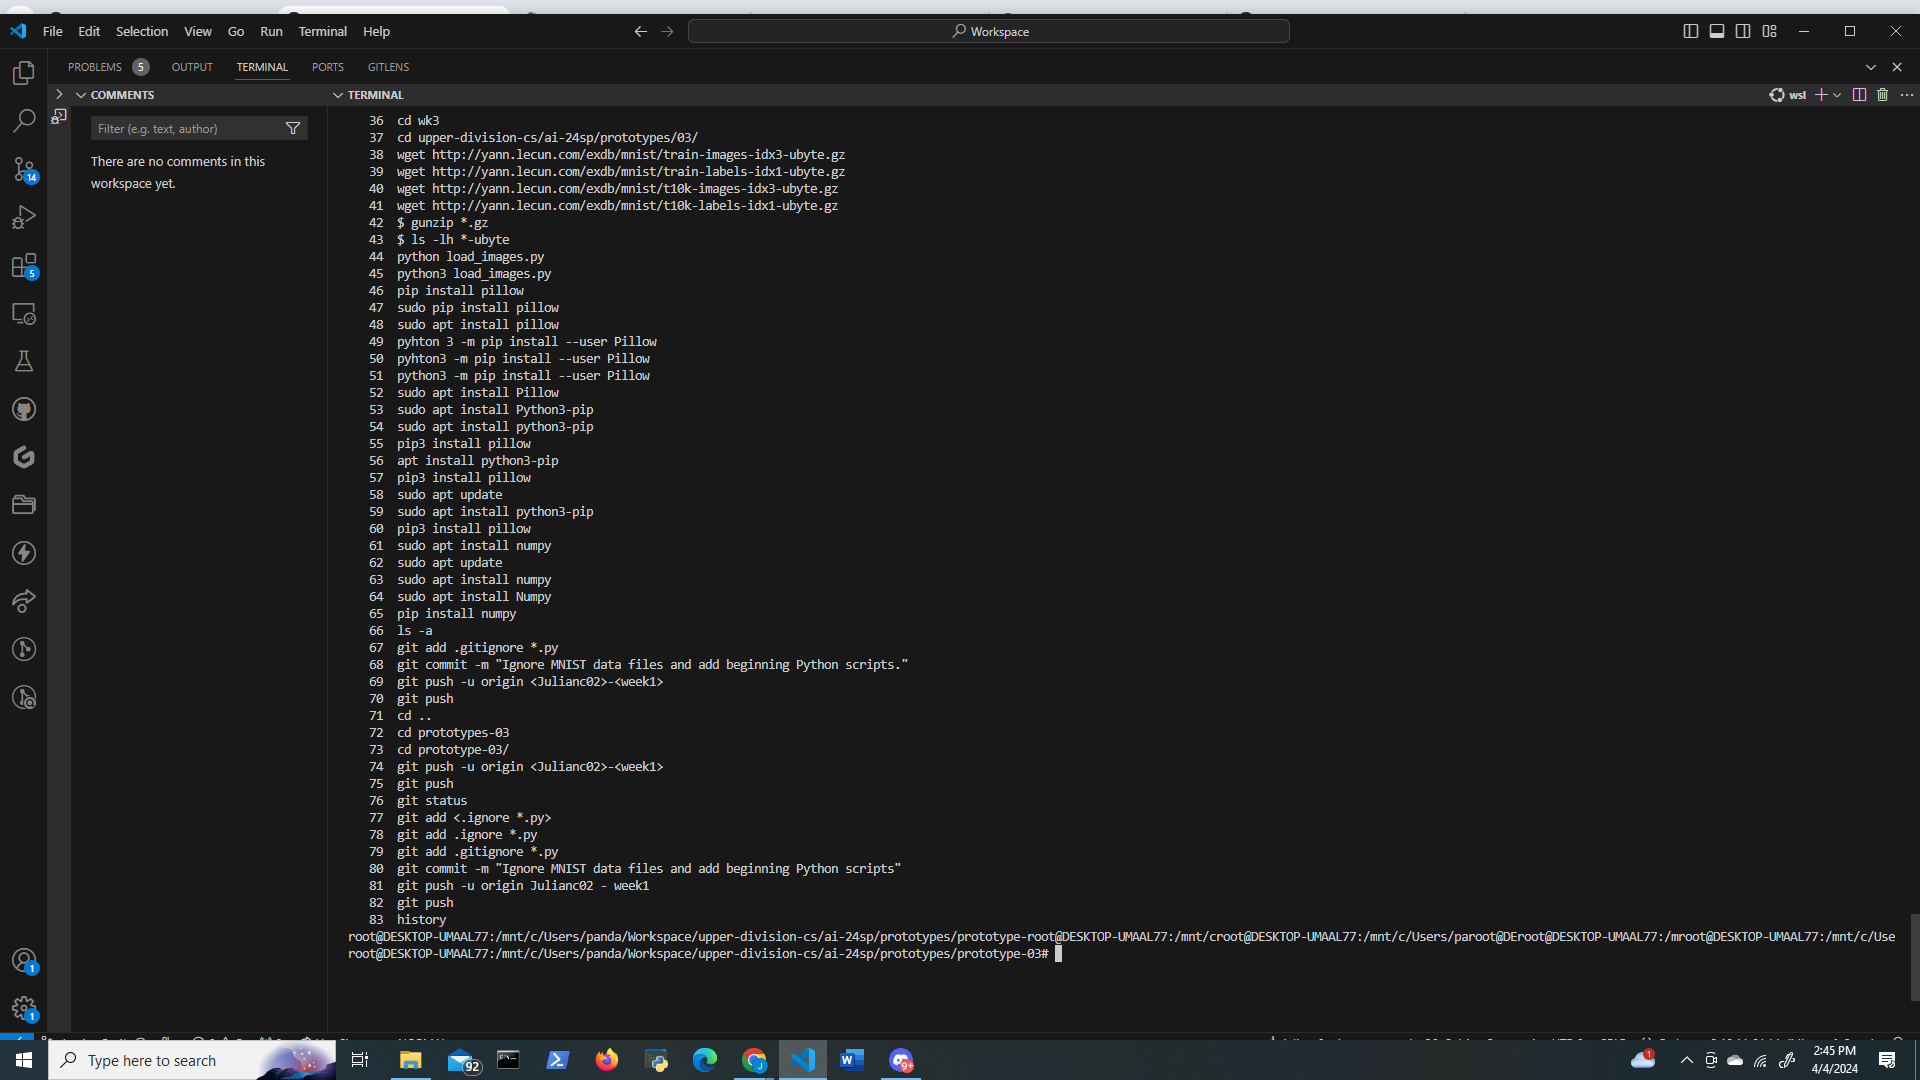 File Edit Selection View Go Run Terminal Help
Workspace
PROBLEMS 5 OUTPUT TERMINAL PORTS GITLENS
COMMENTS
TERMINAL
wsl
Filter (e.g. text, author)
There are no comments in this
workspace yet.
14
5
1
1
36 cd wk3
37 cd upper-division-cs/ai-24sp/prototypes/03/
38 wget http://yann.lecun.com/exdb/mnist/train-images-idx3-ubyte.gz
39 wget http://yann.lecun.com/exdb/mnist/train-labels-idx1-ubyte.gz
40 wget http://yann.lecun.com/exdb/mnist/t10k-images-idx3-ubyte.gz
41 wget http://yann.lecun.com/exdb/mnist/t10k-labels-idx1-ubyte.gz
42 $ gunzip *.gz
43 $ ls -lh *-ubyte
44 python load_images.py
45 python3 load_images.py
46 pip install pillow
47 sudo pip install pillow
48 sudo apt install pillow
49 pyhton 3 -m pip install --user Pillow
50 pyhton3 -m pip install --user Pillow
51 python3 -m pip install --user Pillow
52 sudo apt install Pillow
53 sudo apt install Python3-pip
54 sudo apt install python3-pip
55 pip3 install pillow
56 apt install python3-pip
57 pip3 install pillow
58 sudo apt update
59 sudo apt install python3-pip
60 pip3 install pillow
61 sudo apt install numpy
62 sudo apt update
63 sudo apt install numpy
64 sudo apt install Numpy
65 pip install numpy
66 ls -a
67 git add .gitignore *.py
68 git commit -m "Ignore MNIST data files and add beginning Python scripts."
69 git push -u origin <Julianc02>-<week1>
70 git push
71 cd ..
72 cd prototypes-03
73 cd prototype-03/
74 git push -u origin <Julianc02>-<week1>
75 git push
76 git status
77 git add <.ignore *.py>
78 git add .ignore *.py
79 git add .gitignore *.py
80 git commit -m "Ignore MNIST data files and add beginning Python scripts"
81 git push -u origin Julianc02 - week1
82 git push
83 history
root@DESKTOP-UMAAL77:/mnt/c/Users/panda/Workspace/upper-division-cs/ai-24sp/prototypes/prototype-root@DESKTOP-UMAAL77:/mnt/croot@DESKTOP-UMAAL77:/mnt/c/Users/paroot@DEroot@DESKTOP-UMAAL77:/mroot@DESKTOP-UMAAL77:/mnt/c/Use
root@DESKTOP-UMAAL77:/mnt/c/Users/panda/Workspace/upper-division-cs/ai-24sp/prototypes/prototype-03#
Type here to search
92
9+
1
2:45 PM
4/4/2024